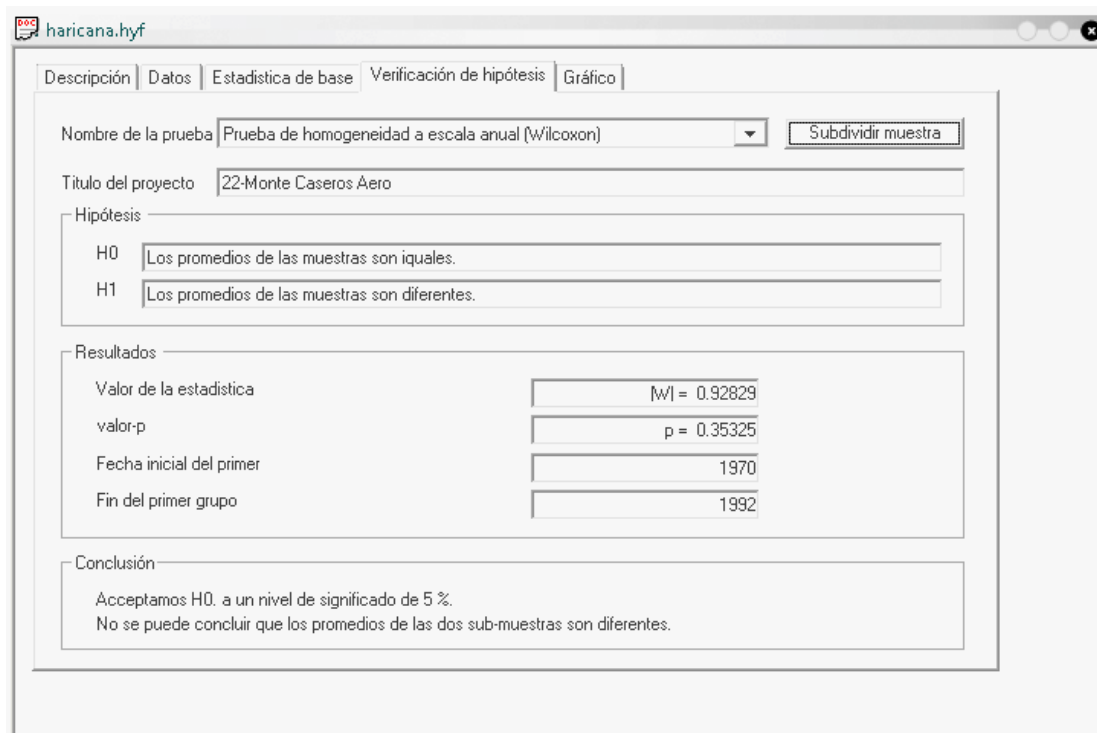 DOC
haricana.hyf
Descripción Datos Estadistica de base Verificación de hipótesis Gráfico
Nombre de la prueba Prueba de homogeneidad a escala anual (Wilcoxon) Subdividir muestra
Titulo del proyecto 22-Monte Caseros Aero
Hipótesis
H0 Los promedios de las muestras son iquales.
H1 Los promedios de las muestras son diferentes.
Resultados
Valor de la estadistica |W| = 0.92829
valor-p p = 0.35325
Fecha inicial del primer 1970
Fin del primer grupo 1992
Conclusión
Acceptamos H0. a un nivel de significado de 5 %.
No se puede concluir que los promedios de las dos sub-muestras son diferentes.